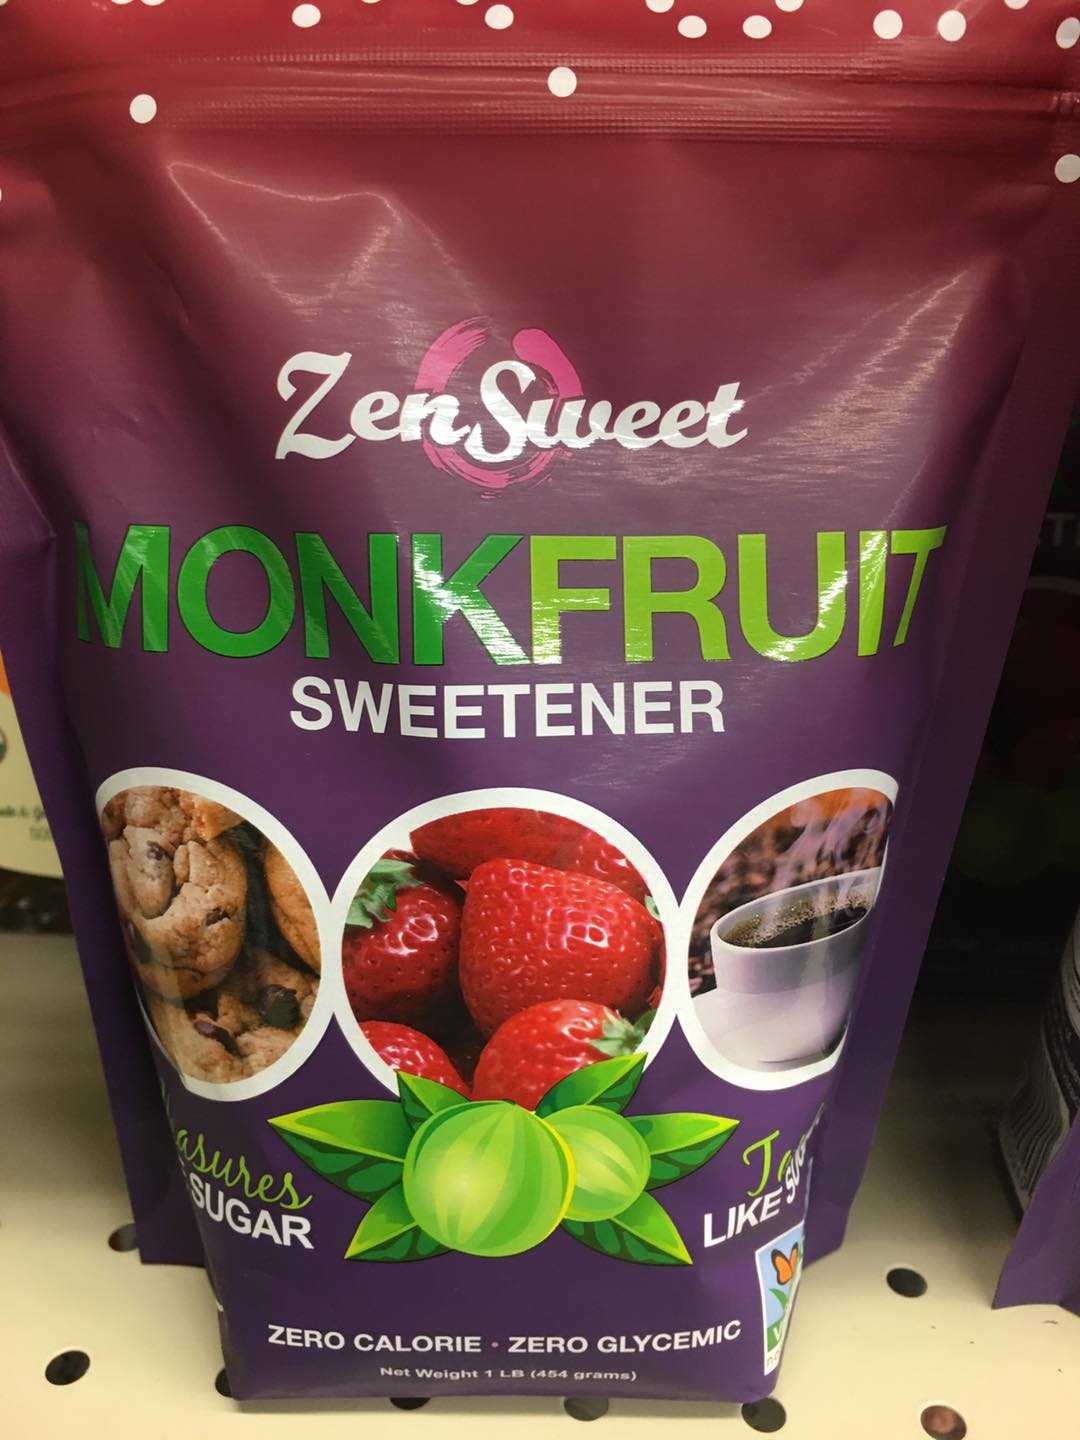 ZenSweet
MONKFRUIT
SWEETENER
SUGAR
LIKE
ZERO CALORIE • ZERO GLYCEMIC
Net Weight 1 LB (454 grams)